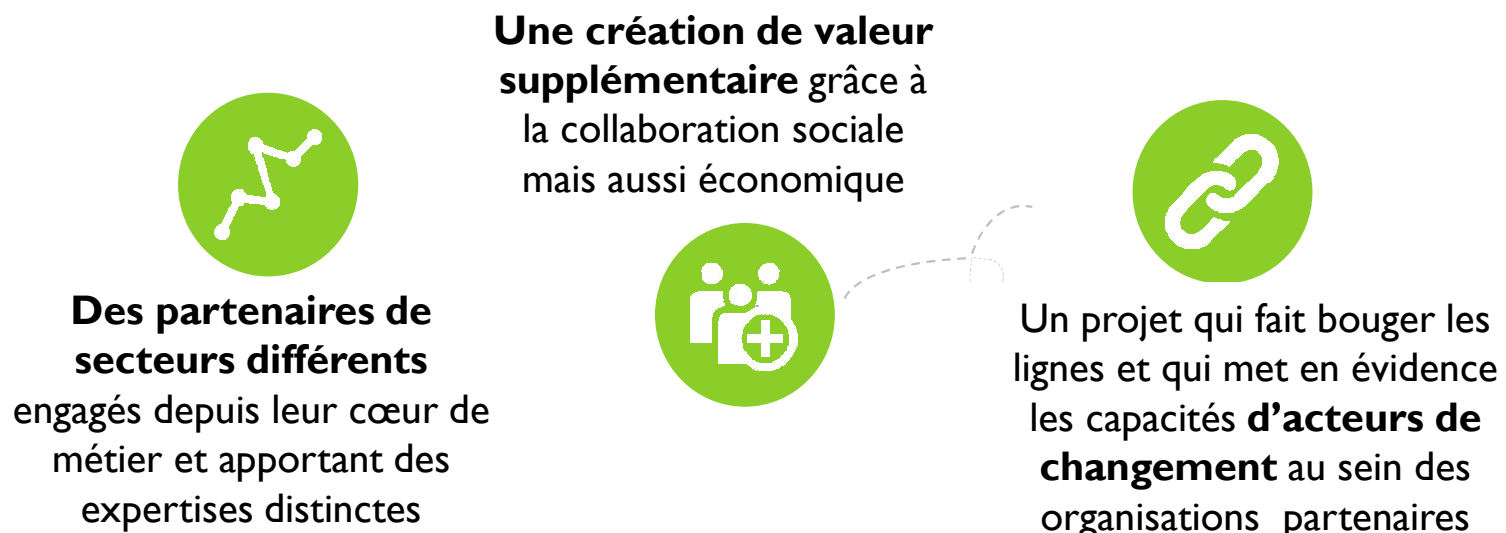 Une création de valeur
supplémentaire grâce à
la collaboration sociale
mais aussi économique
Des partenaires de
secteurs différents
engagés depuis leur cœur de
métier et apportant des
expertises distinctes
Un projet qui fait bouger les
lignes et qui met en évidence
les capacités d’acteurs de
changement au sein des
organisations partenaires